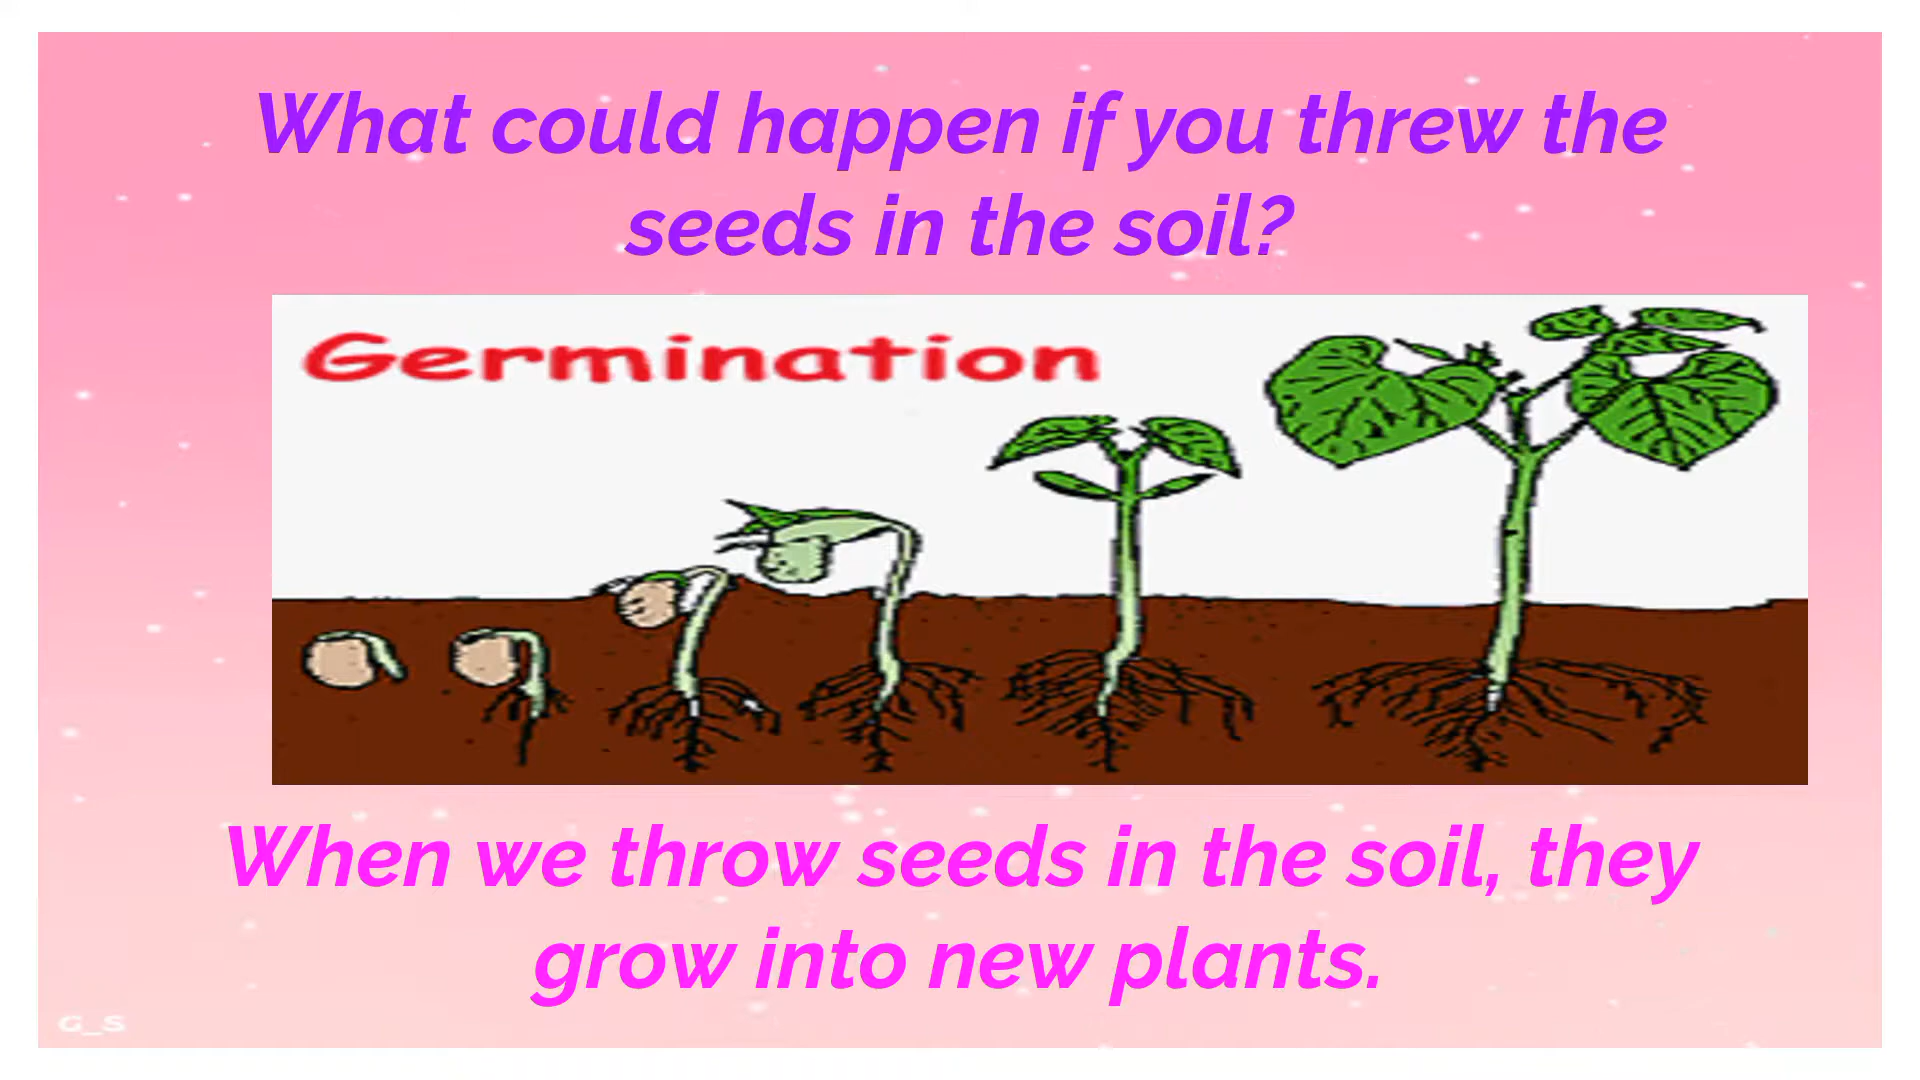 What could happen if you threw the
seeds in the soil?
Germination
When we throw seeds in the soil, they
grow into new plants.
G_S